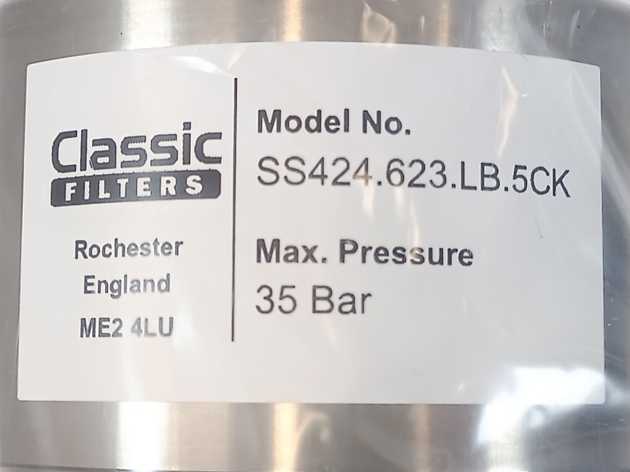 Classic
FILTERS
Rochester
England
ME2 4LU
Model No.
SS424.623.LB.5CK
Max. Pressure
35 Bar